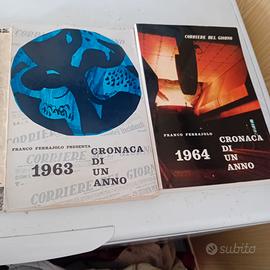 FRANCO FERRAJOLO PRESENTA
1963
CRONACA
DI
UN
ANNO
CORRIERE DEL GIORNO
FRANCO FERRAJOLO
1964
CRONACA
DI
UN
ANNO
subito